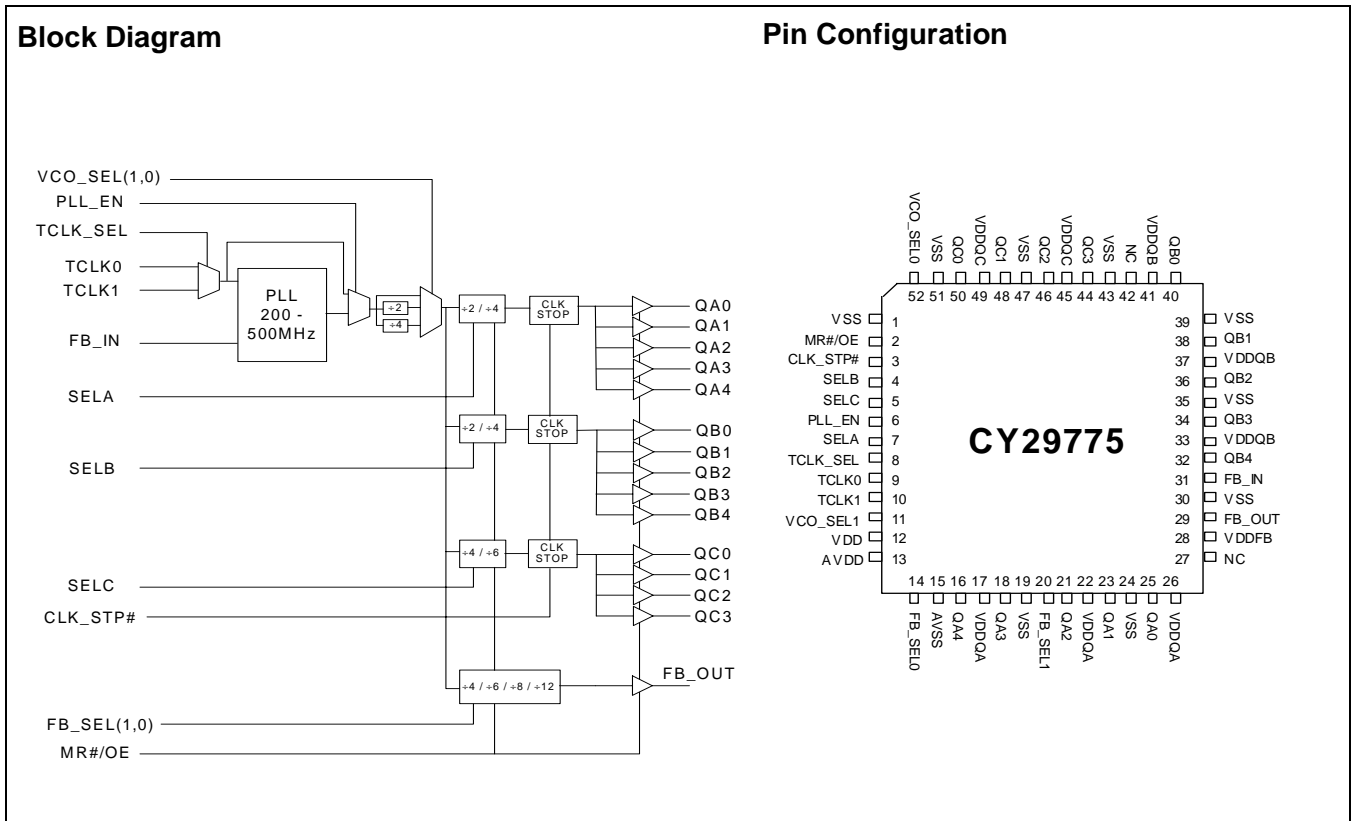 Block Diagram
Pin Configuration
VCO_SEL(1,0)
PLL_EN
TCLK_SEL
TCLK0
TCLK1
FB_IN
PLL
200 -
500MHz
÷2
÷4
SELA
÷2 / ÷4
CLK
STOP
QA0
QA1
QA2
QA3
QA4
SELB
÷2 / ÷4
CLK
STOP
QB0
QB1
QB2
QB3
QB4
SELC
÷4 / ÷6
CLK
STOP
QC0
QC1
QC2
QC3
CLK_STP#
÷4 / ÷6 / ÷8 / ÷12
FB_OUT
FB_SEL(1,0)
MR#/OE
VCO_SEL0
VSS
QC0
VDDQC
QC1
VSS
QC2
VDDQC
QC3
VSS
NC
VDDQB
QB0
52 51 50 49 48 47 46 45 44 43 42 41 40
VSS 1
MR#/OE 2
CLK_STP# 3
SELB 4
SELC 5
PLL_EN 6
SELA 7
TCLK_SEL 8
TCLK0 9
TCLK1 10
VCO_SEL1 11
VDD 12
AVDD 13
CY29775
39 VSS
38 QB1
37 VDDQB
36 QB2
35 VSS
34 QB3
33 VDDQB
32 QB4
31 FB_IN
30 VSS
29 FB_OUT
28 VDDFB
27 NC
14 15 16 17 18 19 20 21 22 23 24 25 26
FB_SEL0
AVSS
QA4
VDDQA
QA3
VSS
FB_SEL1
QA2
VDDQA
QA1
VSS
QA0
VDDQA